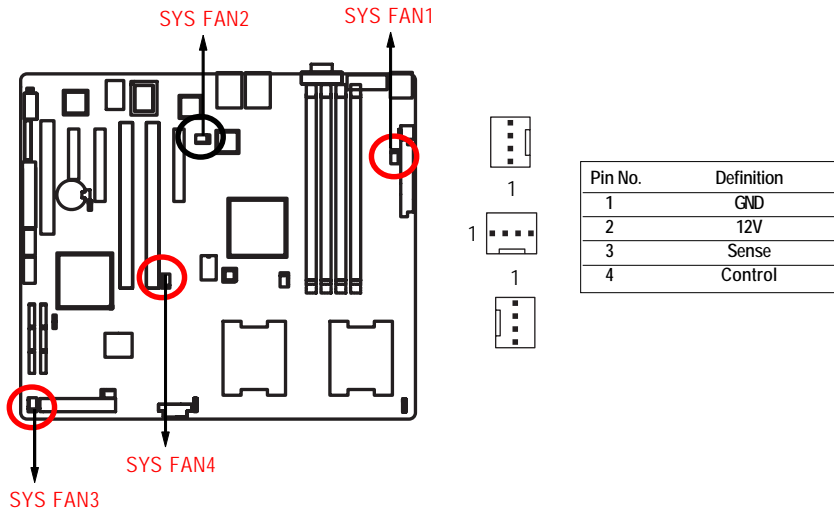 SYS FAN2
SYS FAN1
1
1
1
Pin No. Definition
1 GND
2 12V
3 Sense
4 Control
SYS FAN4
SYS FAN3